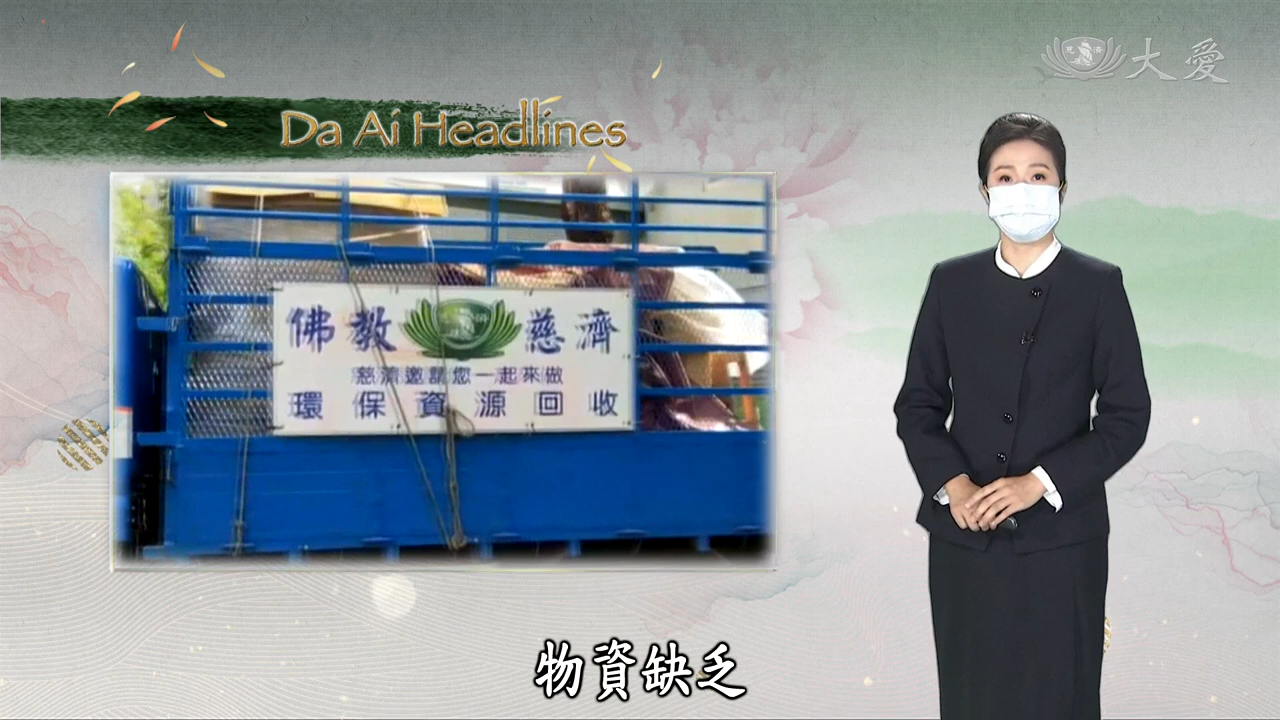 大愛
Da Ai Headlines
佛教慈濟
慈濟邀請您一起來做
環保資源回收
物資缺乏